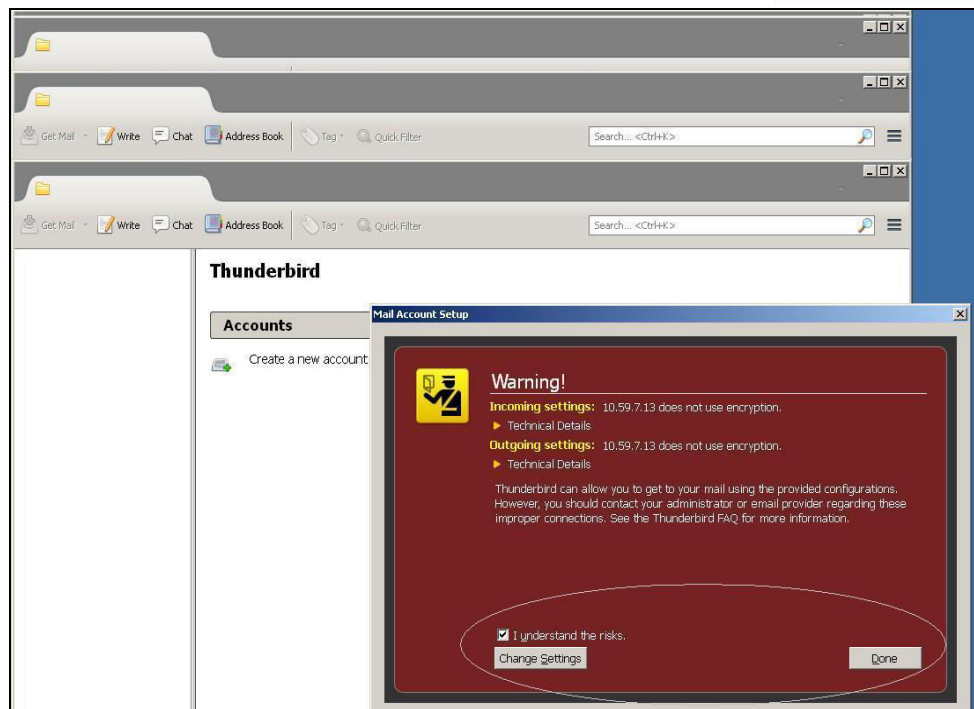 Get Mail Write Chat Address Book Tag Quick Filter Search... <Ctrl+K>
Get Mail Write Chat Address Book Tag Quick Filter Search... <Ctrl+K>
Thunderbird
Accounts
Create a new account
Mail Account Setup
Warning!
Incoming settings: 10.59.7.13 does not use encryption.
Technical Details
Outgoing settings: 10.59.7.13 does not use encryption.
Technical Details
Thunderbird can allow you to get to your mail using the provided configurations.
However, you should contact your administrator or email provider regarding these
improper connections. See the Thunderbird FAQ for more information.
I understand the risks.
Change Settings Done